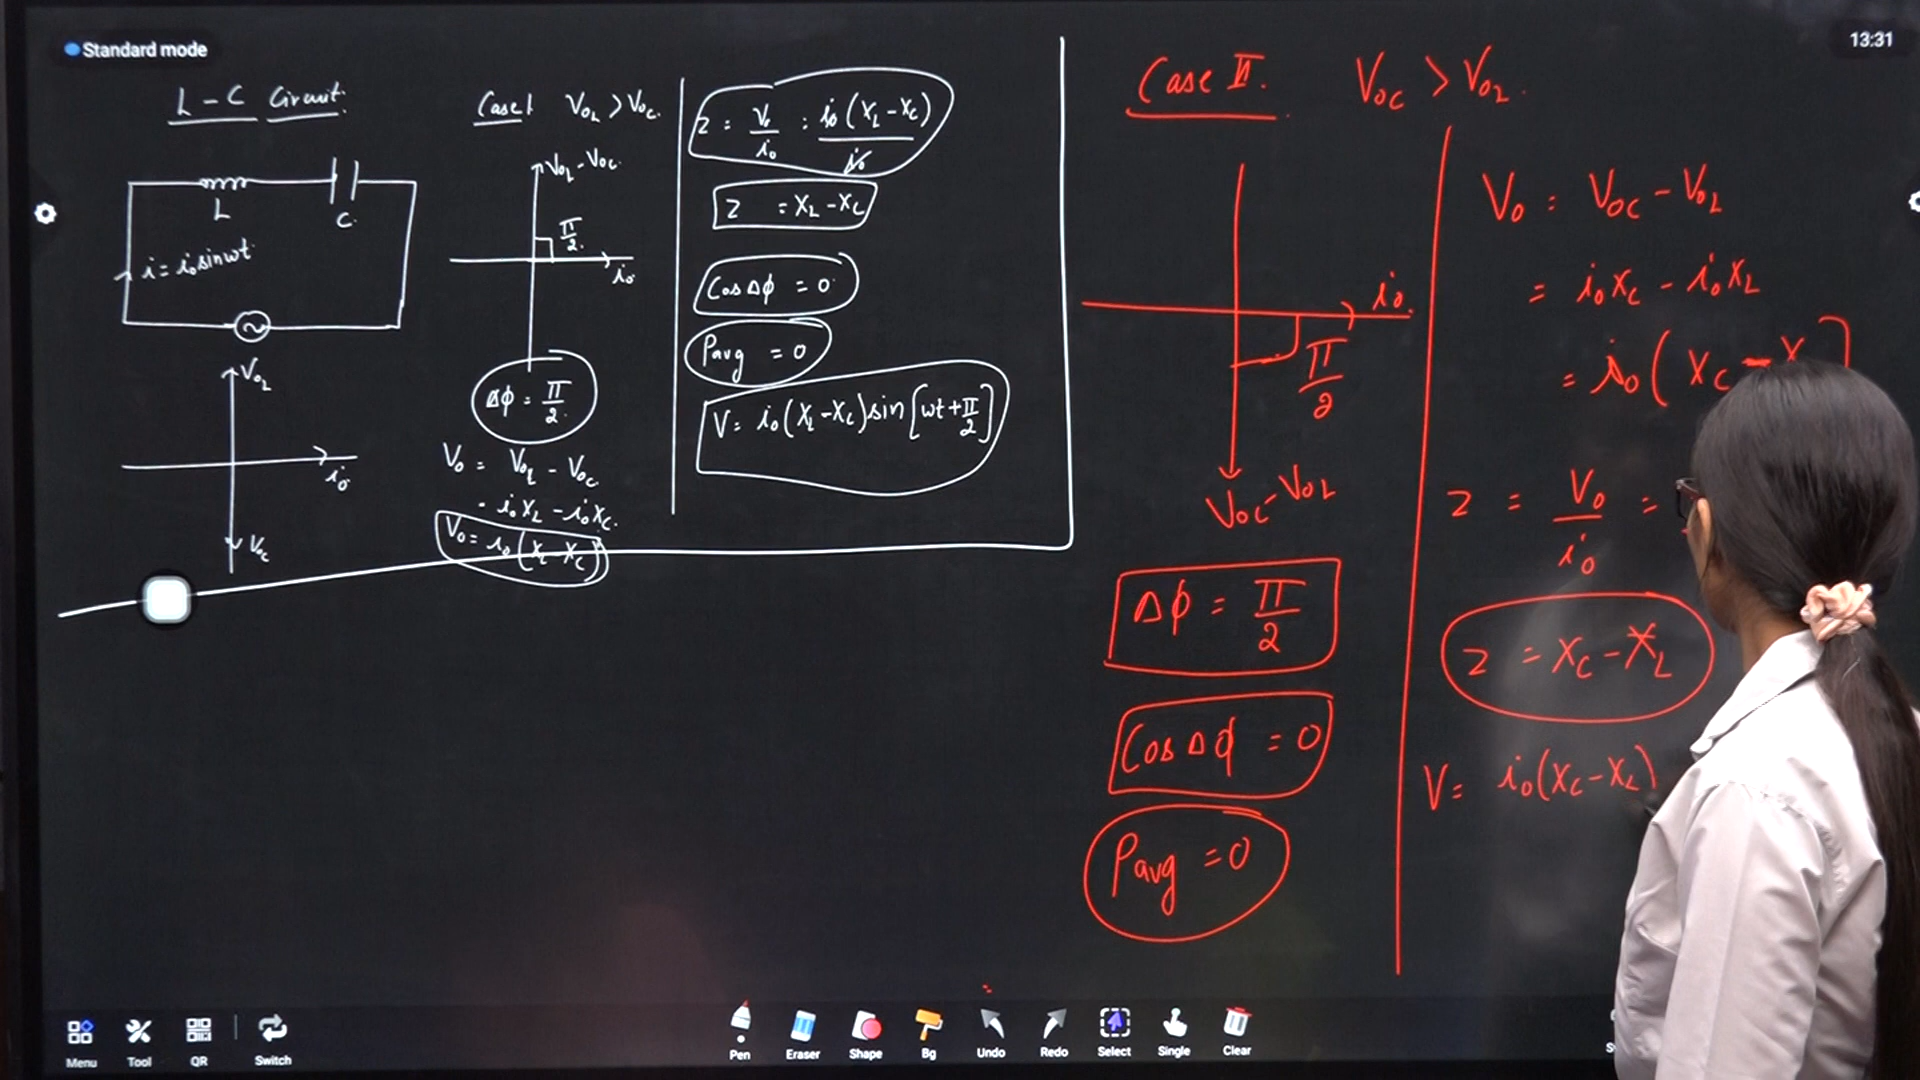 Standard mode
13:31
L-C Circuit:
L
C.
i = i₀ sinωt
V₀L
i₀
V₀C
Case I V₀L > V₀C.
V₀L - V₀C
π/2.
i₀
Δϕ = π/2.
V₀ = V₀L - V₀C
= i₀XL - i₀XC.
V₀ = i₀(XL - XC)
Z = V₀/i₀ = i₀(XL - XC)/i₀
Z = XL - XC
Cos Δϕ = 0
Pavg = 0
V = i₀(XL - XC) sin[ωt + π/2]
Case II. V₀C > V₀L.
i₀
π/2
V₀C - V₀L
Δϕ = π/2
Cos Δϕ = 0
Pavg = 0
V₀ = V₀C - V₀L
= i₀XC - i₀XL
= i₀(XC - X
Z = V₀/i₀ =
Z = XC - XL
V = i₀(XC - XL)
Menu Tool QR Switch Pen Eraser Shape Bg Undo Redo Select Single Clear